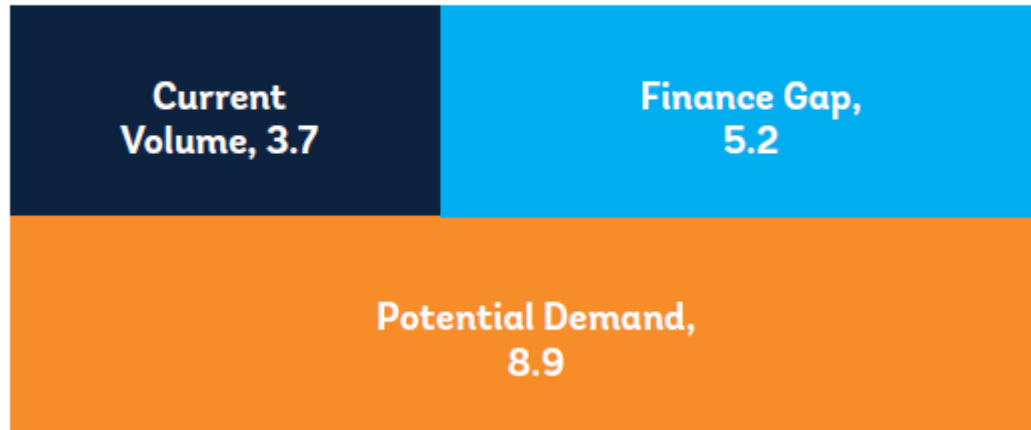 Current
Volume, 3.7
Finance Gap,
5.2
Potential Demand,
8.9